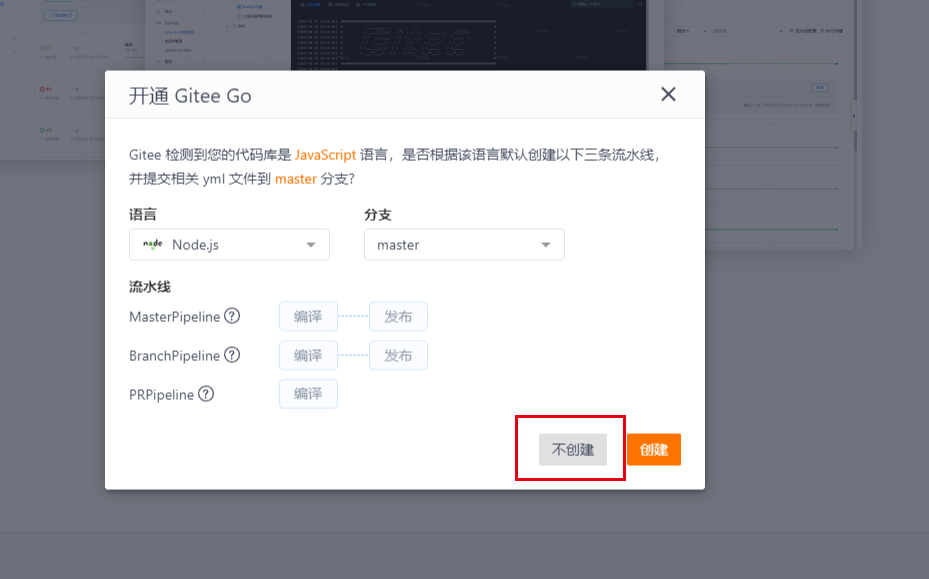 开通 Gitee Go
Gitee 检测到您的代码库是 JavaScript 语言，是否根据该语言默认创建以下三条流水线，
并提交相关 yml 文件到 master 分支?
语言 分支
node Node.js master
流水线
MasterPipeline ? 编译 发布
BranchPipeline ? 编译 发布
PRPipeline ? 编译
不创建 创建